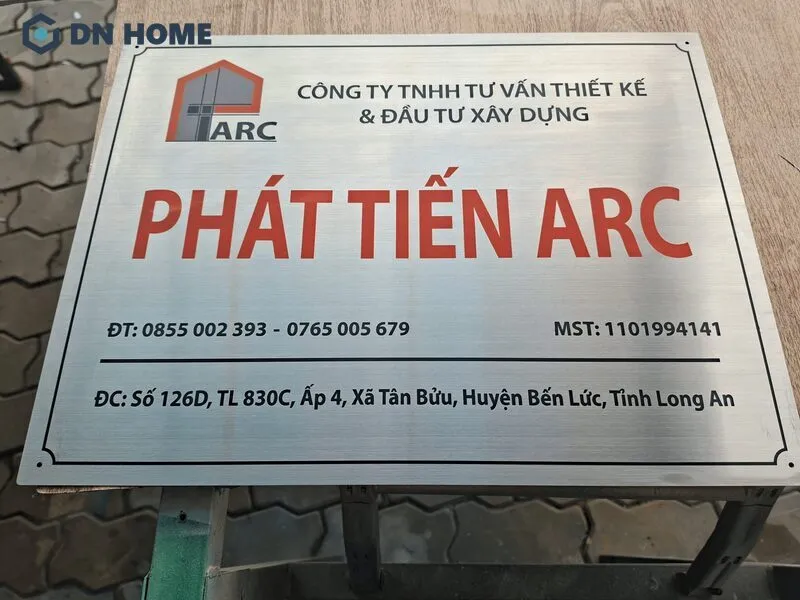 DN HOME
ARC
CÔNG TY TNHH TƯ VẤN THIẾT KẾ
& ĐẦU TƯ XÂY DỰNG
PHÁT TIẾN ARC
ĐT: 0855 002 393 - 0765 005 679
MST: 1101994141
ĐC: Số 126D, TL 830C, Ấp 4, Xã Tân Bửu, Huyện Bến Lức, Tỉnh Long An